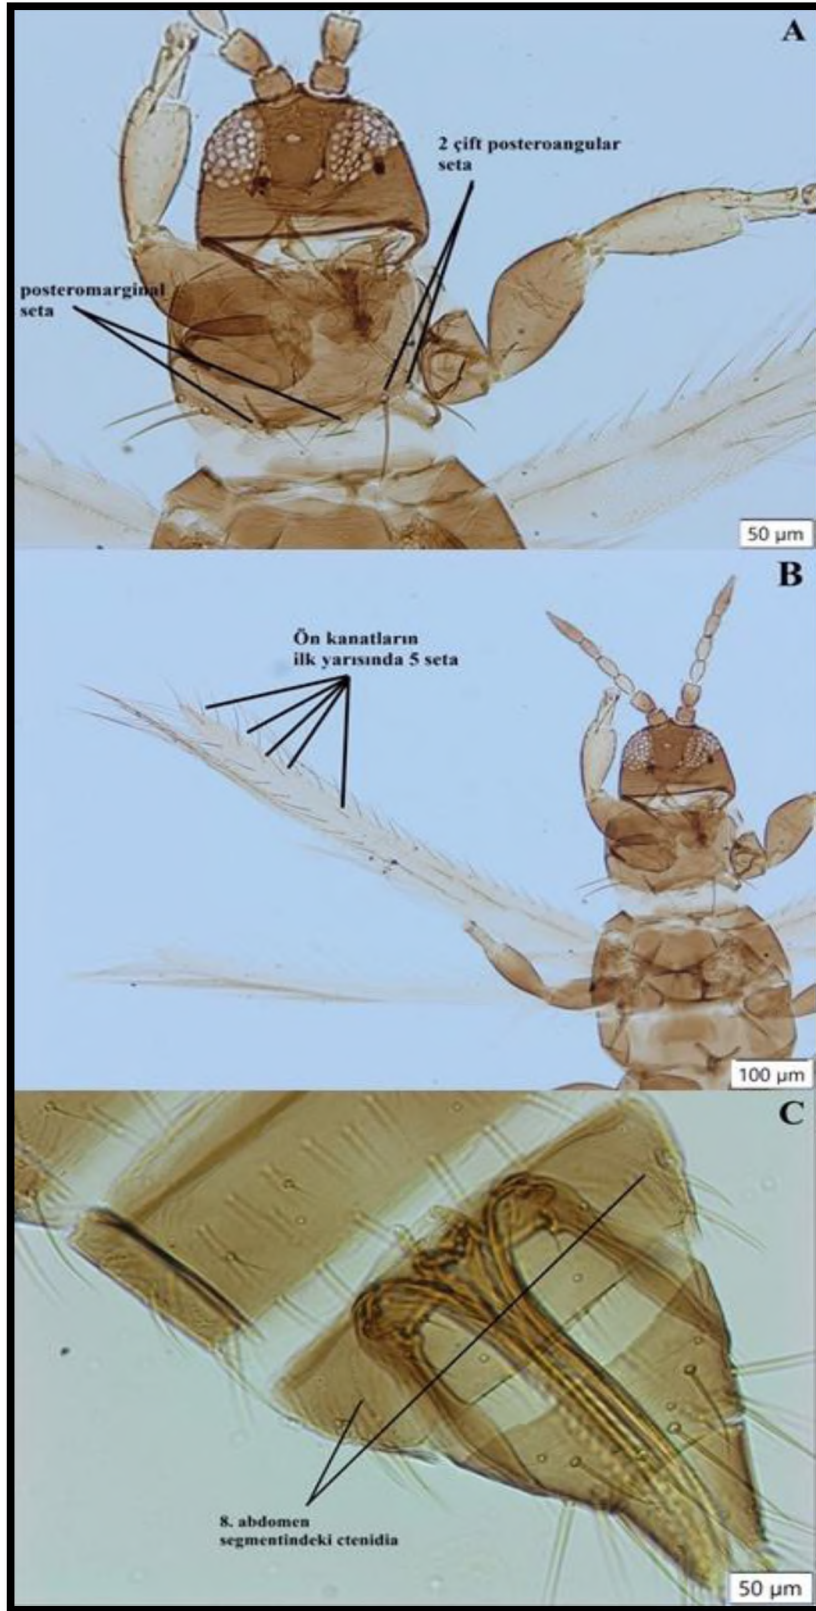 A
2 çift posteroangular
seta
posteromarginal
seta
50 µm
B
Ön kanatların
ilk yarısında 5 seta
100 µm
C
8. abdomen
segmentindeki ctenidia
50 µm